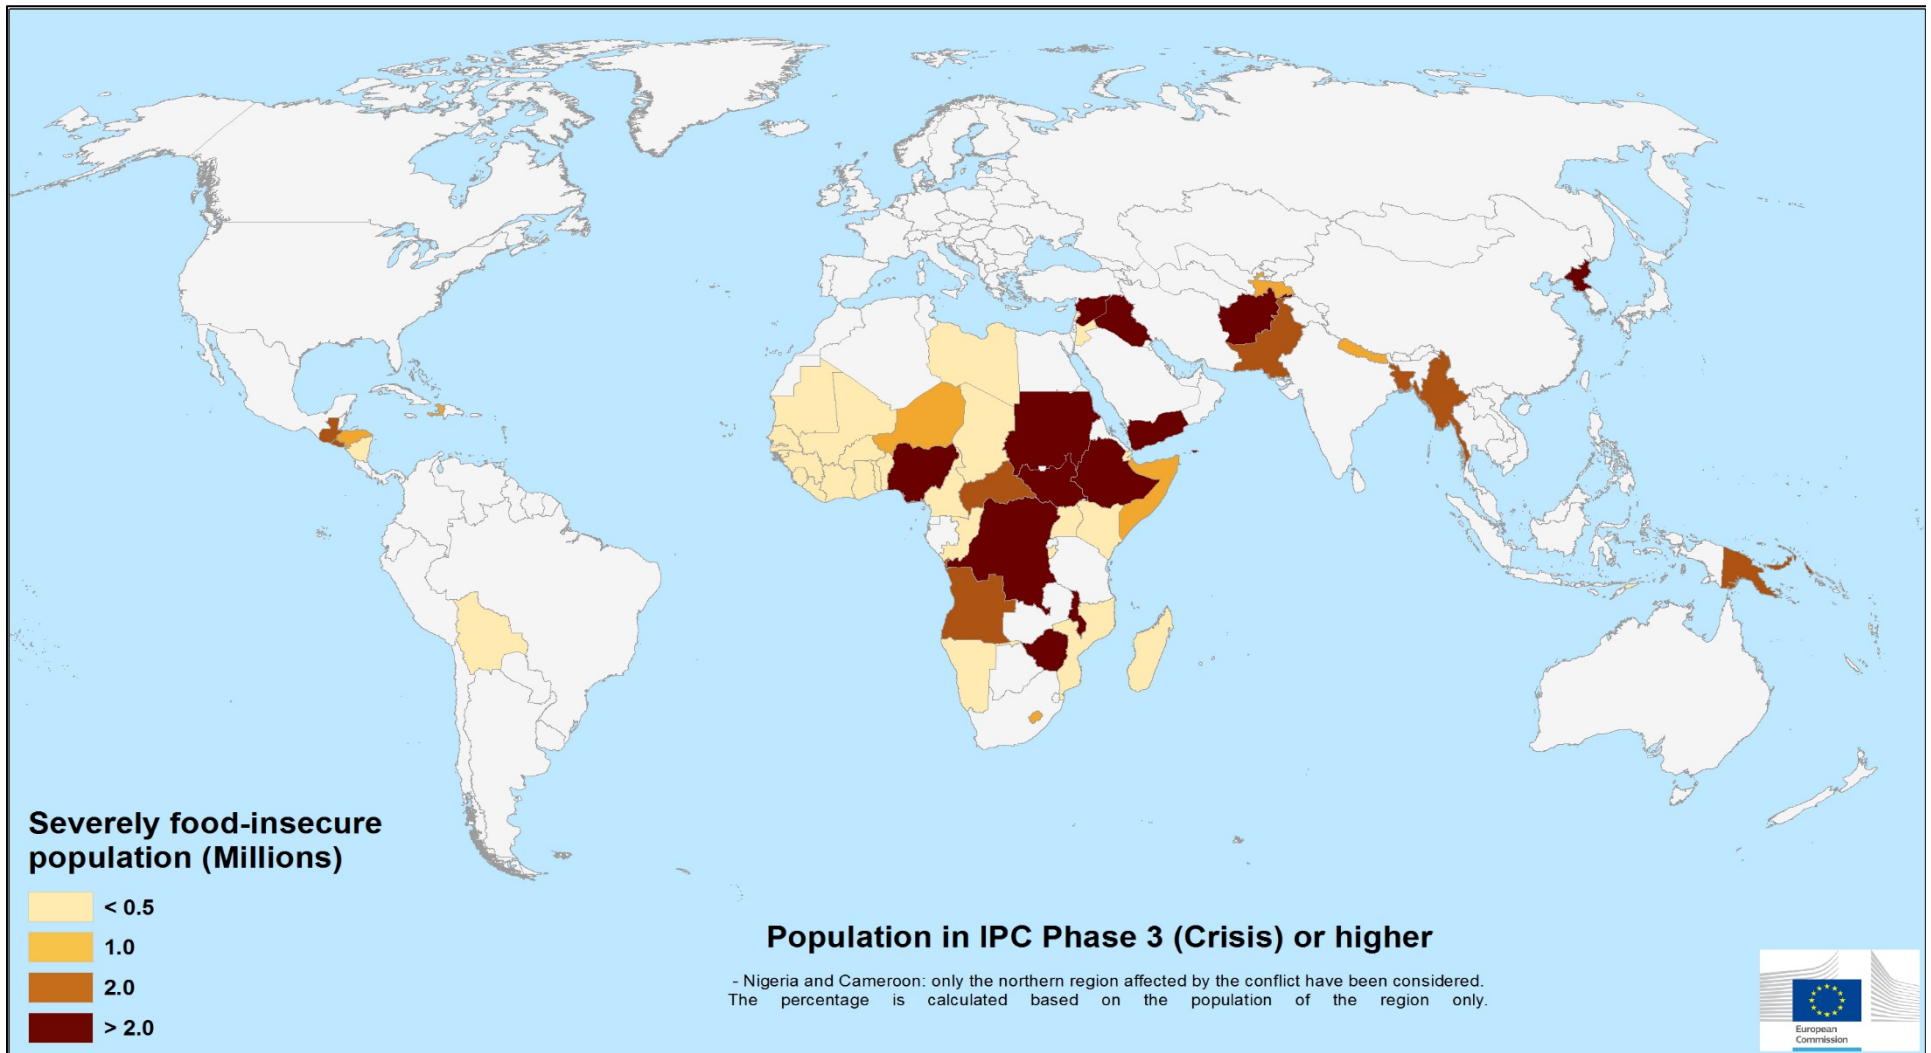 Severely food-insecure
population (Millions)
< 0.5
1.0
2.0
> 2.0
Population in IPC Phase 3 (Crisis) or higher
- Nigeria and Cameroon: only the northern region affected by the conflict have been considered.
The percentage is calculated based on the population of the region only.
European
Commission